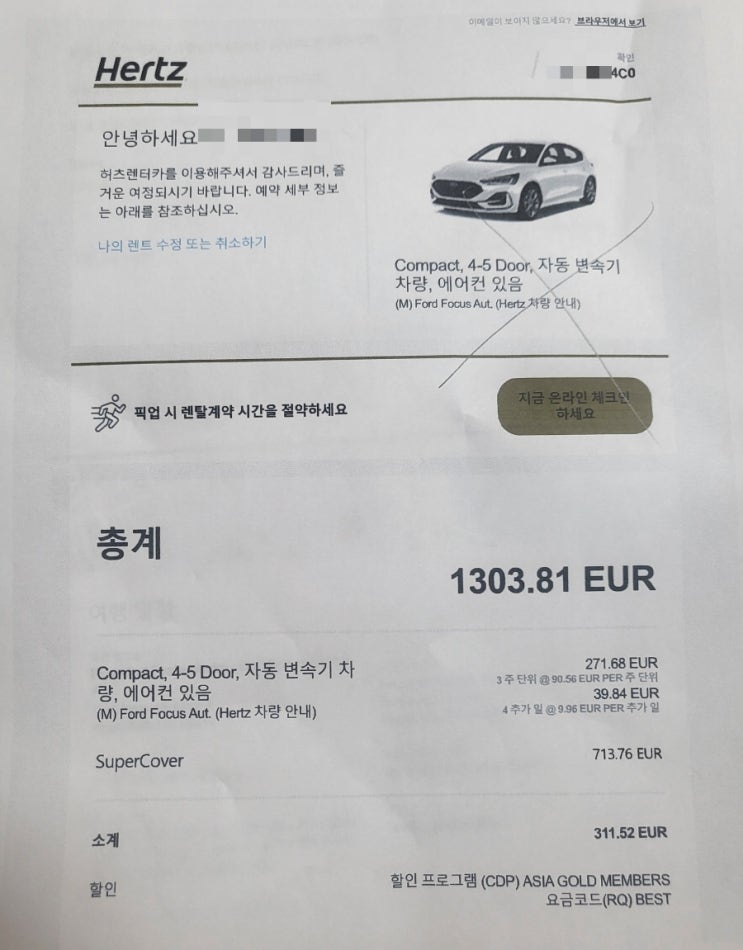 이메일이 보이지 않으세요? 브라우저에서 보기
Hertz
확인
4C0
안녕하세요
허츠렌터카를 이용해주셔서 감사드리며, 즐
거운 여정되시기 바랍니다. 예약 세부 정보
는 아래를 참조하십시오.
나의 렌트 수정 또는 취소하기
Compact, 4-5 Door, 자동 변속기
차량, 에어컨 있음
(M) Ford Focus Aut. (Hertz 차량 안내)
픽업 시 렌탈계약 시간을 절약하세요
지금 온라인 체크인
하세요
총계
1303.81 EUR
Compact, 4-5 Door, 자동 변속기 차
량, 에어컨 있음
(M) Ford Focus Aut. (Hertz 차량 안내)
271.68 EUR
3 주 단위 @ 90.56 EUR PER 주 단위
39.84 EUR
4 추가 일 @ 9.96 EUR PER 추가 일
SuperCover
713.76 EUR
소계
311.52 EUR
할인
할인 프로그램 (CDP) ASIA GOLD MEMBERS
요금코드(RQ) BEST